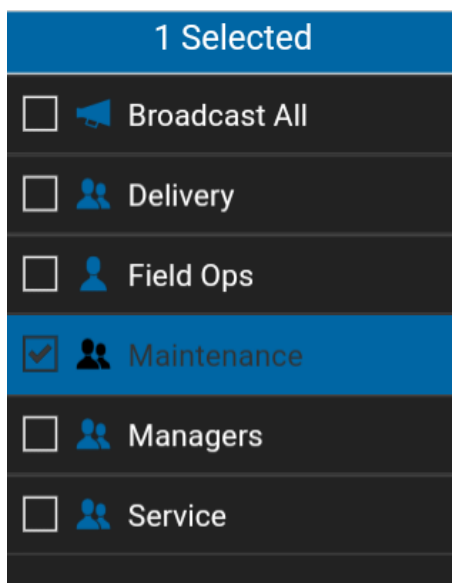 1 Selected
Broadcast All
Delivery
Field Ops
Maintenance
Managers
Service